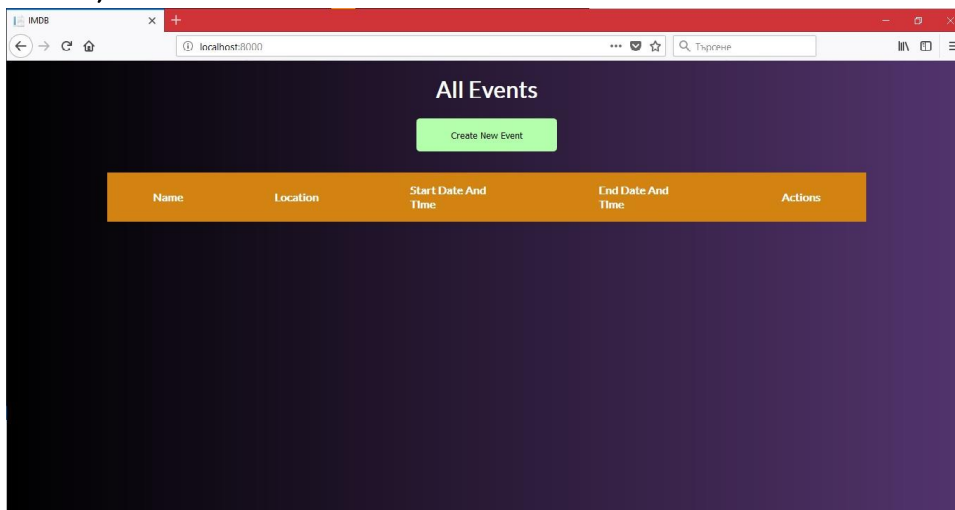 IMDB
localhost:8000
Търсене
All Events
Create New Event
Name Location Start Date And TIme End Date And TIme Actions